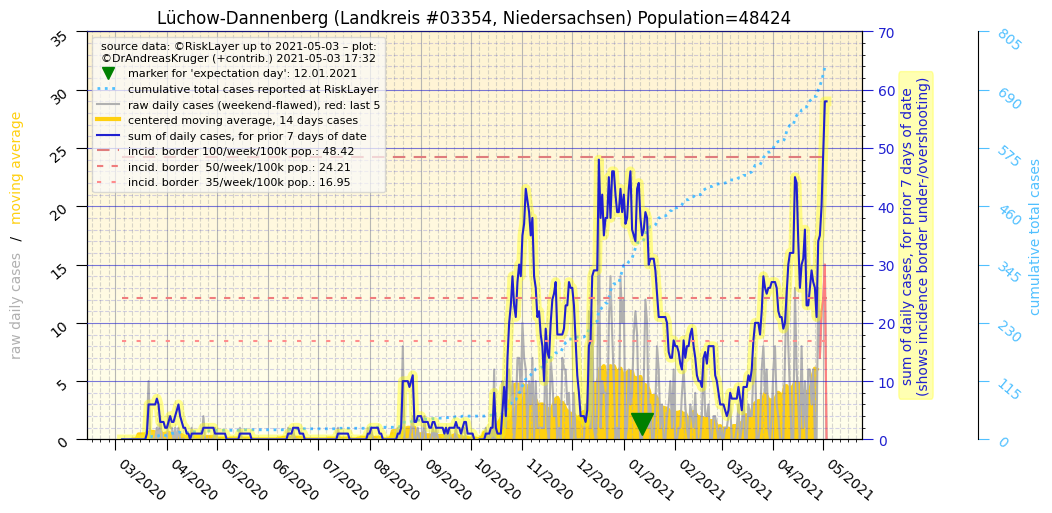 Lüchow-Dannenberg (Landkreis #03354, Niedersachsen) Population=48424
source data: ©RiskLayer up to 2021-05-03 – plot:
©DrAndreasKruger (+contrib.) 2021-05-03 17:32
marker for 'expectation day': 12.01.2021
cumulative total cases reported at RiskLayer
raw daily cases (weekend-flawed), red: last 5
centered moving average, 14 days cases
sum of daily cases, for prior 7 days of date
incid. border 100/week/100k pop.: 48.42
incid. border  50/week/100k pop.: 24.21
incid. border  35/week/100k pop.: 16.95
raw daily cases / moving average
35
30
25
20
15
10
5
0
70
60
50
40
30
20
10
0
sum of daily cases, for prior 7 days of date
(shows incidence border under-/overshooting)
805
690
575
460
345
230
115
0
cumulative total cases
03/2020
04/2020
05/2020
06/2020
07/2020
08/2020
09/2020
10/2020
11/2020
12/2020
01/2021
02/2021
03/2021
04/2021
05/2021